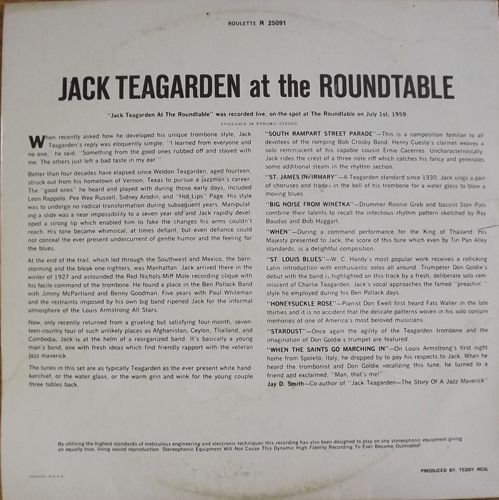 ROULETTE R 25091
JACK TEAGARDEN at the ROUNDTABLE
"Jack Teagarden At The Roundtable" was recorded live, on-the-spot at The Roundtable on July 1st, 1959.
AVAILABLE IN DYNAMIC STEREO
When recently asked how he developed his unique trombone style, Jack
Teagarden's reply was eloquently simple. "I learned from everyone and
no one," he said. "Something from the good ones rubbed off and stayed with
me. The others just left a bad taste in my ear."
Better than four decades have elapsed since Weldon Teagarden, aged fourteen,
struck out from his hometown of Vernon, Texas to pursue a jazzman's career.
The "good ones" he heard and played with during those early days, included
Leon Rappolo, Pee Wee Russell, Sidney Arodin, and "Hot Lips" Page. His style
was to undergo no radical transformation during subsequent years. Manipulat-
ing a slide was a near impossibility to a seven year old and Jack rapidly devel-
oped a strong lip which enabled him to fake the changes his arms couldn't
reach. His tone became whimsical, at times defiant, but even defiance could
not conceal the ever present undercurrent of gentle humor and the feeling for
the blues.
At the end of the trail, which led through the Southwest and Mexico, the barn-
storming and the break one nighters, was Manhattan. Jack arrived there in the
winter of 1927 and astounded the Red Nichols-Miff Mole recording clique with
his facile command of the trombone. He found a place in the Ben Pollack Band
with Jimmy McPartland and Benny Goodman. Five years with Paul Whiteman
and the restraints imposed by his own big band ripened Jack for the informal
atmosphere of the Louis Armstrong All Stars.
Now, only recently returned from a grueling but satisfying four-month, seven-
teen-country tour of such unlikely places as Afghanistan, Ceylon, Thailand, and
Cambodia, Jack is at the helm of a reorganized band. It's basically a young
man's band, one with fresh ideas which find friendly rapport with the veteran
jazz maverick.
The tunes in this set are as typically Teagarden as the ever present white hand-
kerchief, or the water glass, or the warm grin and wink for the young couple
three tables back.
"SOUTH RAMPART STREET PARADE"—This is a composition familiar to all
devotees of the romping Bob Crosby Band. Henry Cuesta's clarinet weaves a
solo reminiscent of his capable cousin Ernie Caceres. Uncharacteristically,
Jack rides the crest of a three note riff which catches his fancy and generates
some additional steam in the rhythm section.
"ST. JAMES INFIRMARY"—A Teagarden standard since 1930, Jack sings a pair
of choruses and trades in the bell of his trombone for a water glass to blow a
moving blues.
"BIG NOISE FROM WINETKA"—Drummer Ronnie Greb and bassist Stan Puls
combine their talents to recall the infectious rhythm pattern sketched by Ray
Bauduc and Bob Haggart.
"WHEN"—During a command performance for the King of Thailand, His
Majesty presented to Jack, the score of this tune which even by Tin Pan Alley
standards, is a delightful composition.
"ST. LOUIS BLUES"—W. C. Handy's most popular work receives a rollicking
Latin introduction with enthusiastic solos all around. Trumpeter Don Goldie's
debut with the band is highlighted on this track by a fresh, deliberate solo rem-
iniscent of Charlie Teagarden. Jack's vocal approaches the famed "preachin'"
style he employed during his Ben Pollack days.
"HONEYSUCKLE ROSE"—Pianist Don Ewell first heard Fats Waller in the late
thirties and it is no accident that the delicate patterns woven in his solo conjure
memories of one of America's most beloved musicians.
"STARDUST"—Once again the agility of the Teagarden trombone and the
imagination of Don Goldie's trumpet are featured.
"WHEN THE SAINTS GO MARCHING IN"—On Louis Armstrong's first night
home from Spoleto, Italy, he dropped by to pay his respects to Jack. When he
heard the trombonist and Don Goldie vocalizing this tune, he turned to a
friend and exclaimed, "Man, that's me!"
Jay D. Smith—Co-author of "Jack Teagarden—The Story Of A Jazz Maverick"
By utilizing the highest standards of meticulous engineering and electronic techniques this recording has also been designed to play on any stereophonic equipment giving
an equally true, living sound reproduction. Stereophonic Equipment Will Not Cause This Dynamic High Fidelity Recording To Ever Become Outmoded!
PRINTED IN U.S.A.
PRODUCED BY: TEDDY REIG